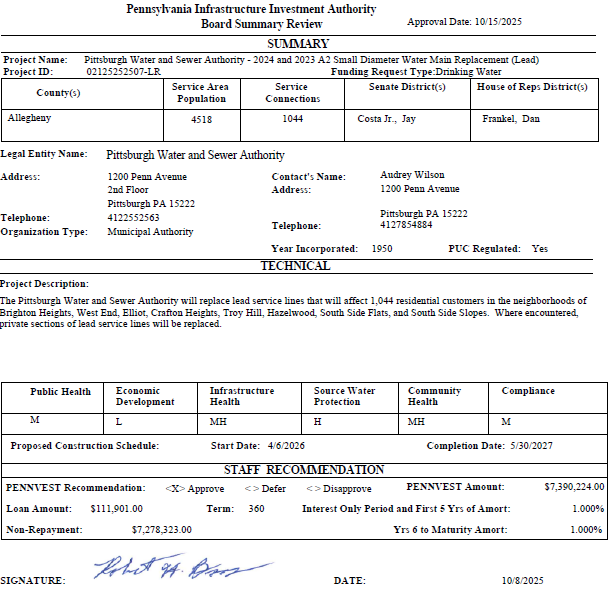 Pennsylvania Infrastructure Investment Authority
Board Summary Review
Approval Date: 10/15/2025
SUMMARY
Project Name: Pittsburgh Water and Sewer Authority - 2024 and 2023 A2 Small Diameter Water Main Replacement (Lead)
Project ID: 02125252507-LR Funding Request Type:Drinking Water
County(s) Service Area Population Service Connections Senate District(s) House of Reps District(s)
Allegheny 4518 1044 Costa Jr., Jay Frankel, Dan
Legal Entity Name: Pittsburgh Water and Sewer Authority
Address: 1200 Penn Avenue Contact's Name: Audrey Wilson
2nd Floor Address: 1200 Penn Avenue
Pittsburgh PA 15222 Pittsburgh PA 15222
Telephone: 4122552563 Telephone: 4127854884
Organization Type: Municipal Authority
Year Incorporated: 1950 PUC Regulated: Yes
TECHNICAL
Project Description:
The Pittsburgh Water and Sewer Authority will replace lead service lines that will affect 1,044 residential customers in the neighborhoods of
Brighton Heights, West End, Elliot, Crafton Heights, Troy Hill, Hazelwood, South Side Flats, and South Side Slopes. Where encountered,
private sections of lead service lines will be replaced.
Public Health Economic Development Infrastructure Health Source Water Protection Community Health Compliance
M L MH H MH M
Proposed Construction Schedule: Start Date: 4/6/2026 Completion Date: 5/30/2027
STAFF RECOMMENDATION
PENNVEST Recommendation: <X> Approve <> Defer <> Disapprove PENNVEST Amount: $7,390,224.00
Loan Amount: $111,901.00 Term: 360 Interest Only Period and First 5 Yrs of Amort: 1.000%
Non-Repayment: $7,278,323.00 Yrs 6 to Maturity Amort: 1.000%
SIGNATURE: DATE: 10/8/2025